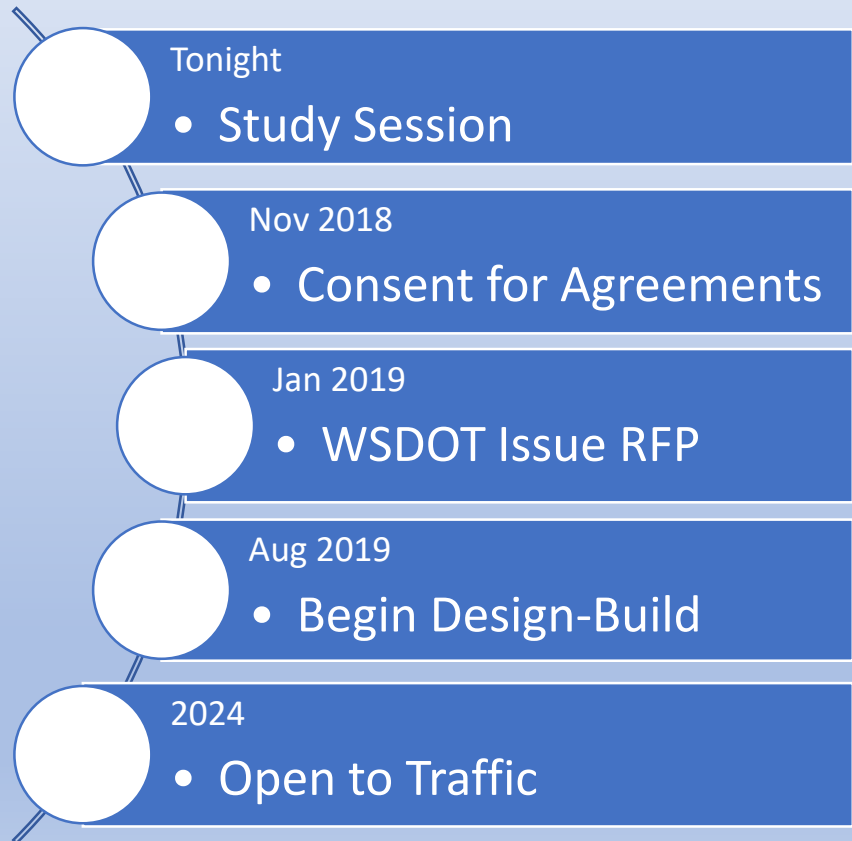 Tonight
• Study Session
Nov 2018
• Consent for Agreements
Jan 2019
• WSDOT Issue RFP
Aug 2019
• Begin Design-Build
2024
• Open to Traffic